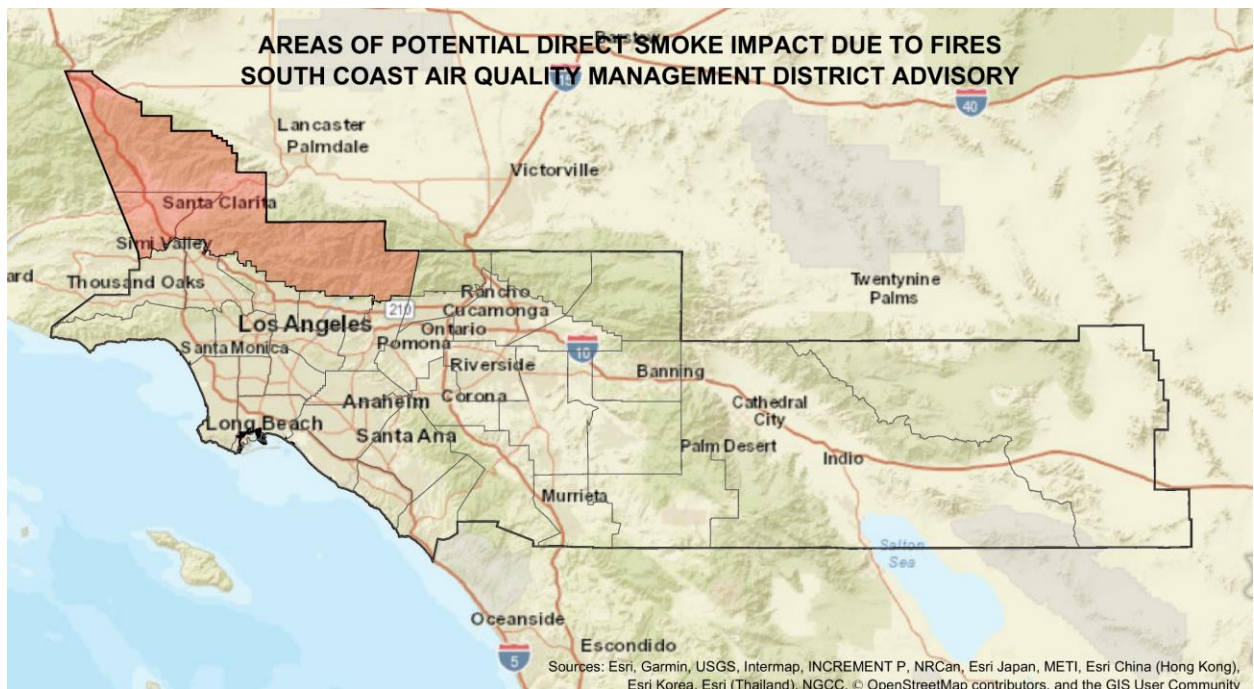 AREAS OF POTENTIAL DIRECT SMOKE IMPACT DUE TO FIRES
Barstow
SOUTH COAST AIR QUALITY MANAGEMENT DISTRICT ADVISORY
15
40
Lancaster
Palmdale
Victorville
Santa Clarita
Simi Valley
ard
Thousand Oaks
Twentynine
Palms
Rancho
Cucamonga
210
Los Angeles
Ontario
Santa Monica
Pomona
10
Riverside
Banning
Anaheim
Corona
Cathedral
City
Long Beach
Santa Ana
Palm Desert
Indio
Murrieta
Salton
Sea
Oceanside
Escondido
5
Sources: Esri, Garmin, USGS, Intermap, INCREMENT P, NRCan, Esri Japan, METI, Esri China (Hong Kong),
Esri Korea, Esri (Thailand), NGCC, © OpenStreetMap contributors, and the GIS User Community